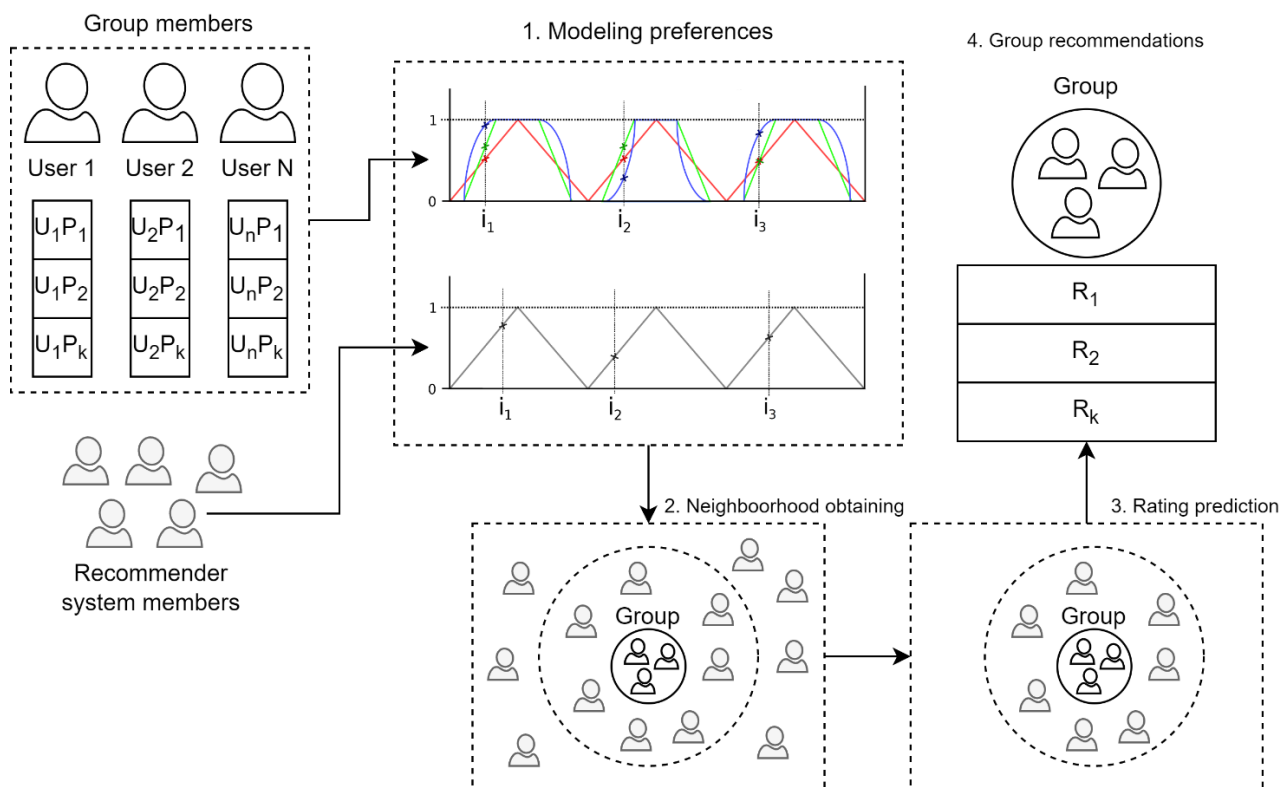 Group members
User 1
User 2
User N
U₁P₁
U₂P₁
UₙP₁
U₁P₂
U₂P₂
UₙP₂
U₁Pₖ
U₂Pₖ
UₙPₖ
Recommender
system members
1. Modeling preferences
1
0
i₁
i₂
i₃
1
0
i₁
i₂
i₃
2. Neighboorhood obtaining
Group
3. Rating prediction
Group
4. Group recommendations
Group
R₁
R₂
Rₖ